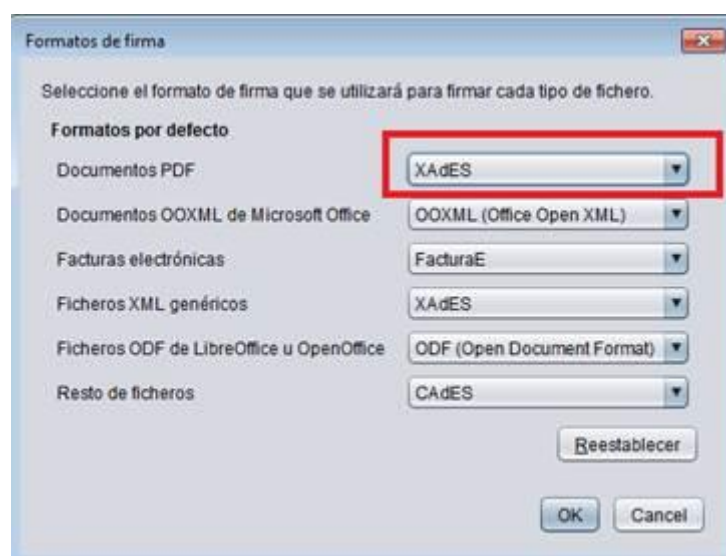 Formatos de firma
Seleccione el formato de firma que se utilizará para firmar cada tipo de fichero.
Formatos por defecto
Documentos PDF XAdES
Documentos OOXML de Microsoft Office OOXML (Office Open XML)
Facturas electrónicas FacturaE
Ficheros XML genéricos XAdES
Ficheros ODF de LibreOffice u OpenOffice ODF (Open Document Format)
Resto de ficheros CAdES
Reestablecer
OK Cancel